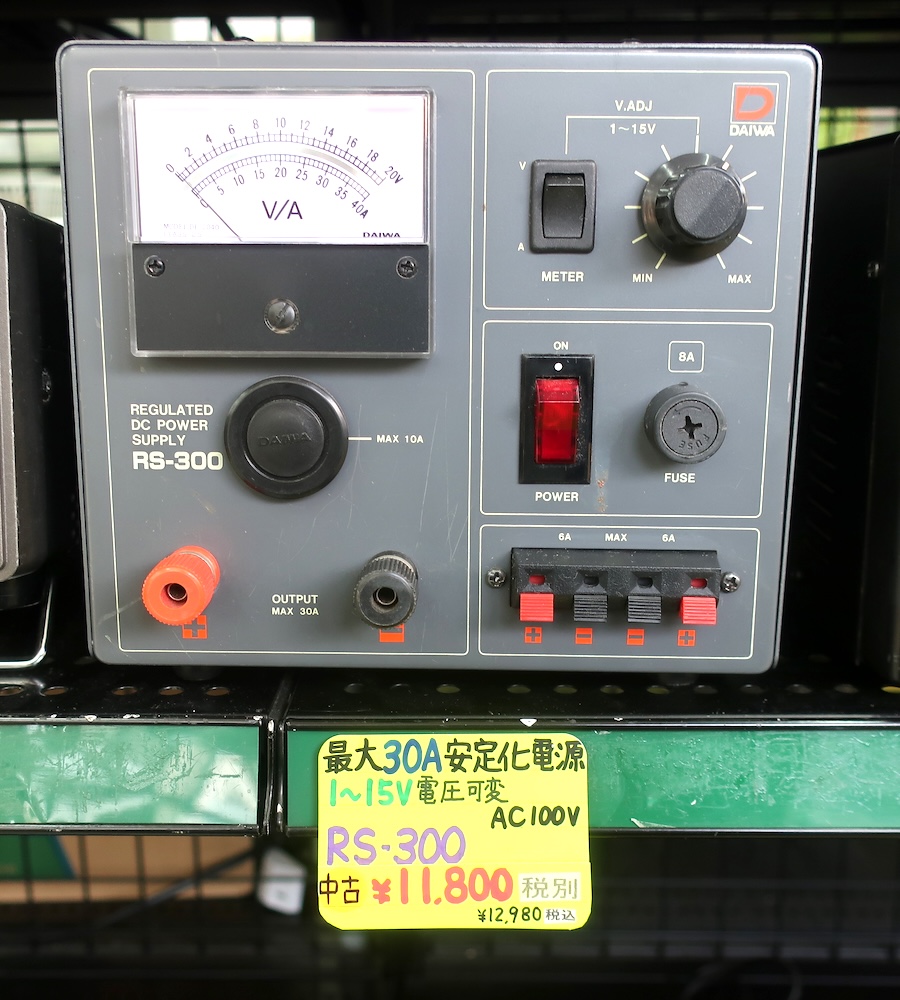 0 2 4 6 8 10 12 14 16 18 20V
5 10 15 20 25 30 35 40A
V/A
DAIWA
V.ADJ
1〜15V
D
DAIWA
V
A
METER
MIN
MAX
REGULATED
DC POWER
SUPPLY
RS-300
DAIWA
MAX 10A
ON
POWER
8A
FUSE
OUTPUT
MAX 30A
+
−
6A MAX 6A
+ − − +
最大30A安定化電源
1〜15V電圧可変
AC100V
RS-300
中古 ¥11,800 税別
¥12,980税込